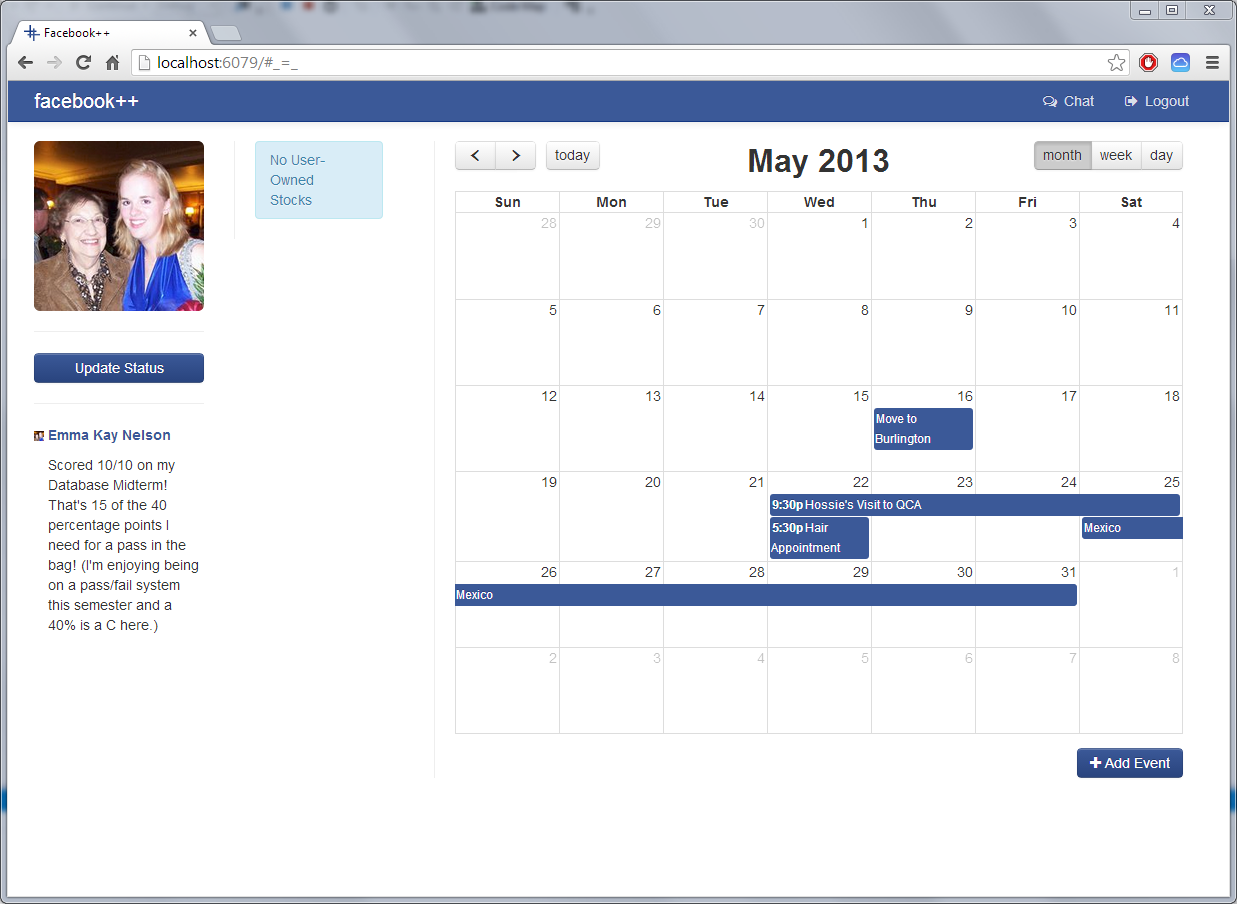 Facebook++
localhost:6079/#_=_
facebook++
Chat
Logout
No User-
Owned
Stocks
today
May 2013
month
week
day
Sun Mon Tue Wed Thu Fri Sat
28 29 30 1 2 3 4
5 6 7 8 9 10 11
12 13 14 15 16 17 18
Move to
Burlington
19 20 21 22 23 24 25
9:30p Hossie's Visit to QCA
5:30p Hair
Appointment
Mexico
26 27 28 29 30 31 1
Mexico
2 3 4 5 6 7 8
Add Event
Update Status
Emma Kay Nelson
Scored 10/10 on my
Database Midterm!
That's 15 of the 40
percentage points I
need for a pass in the
bag! (I'm enjoying being
on a pass/fail system
this semester and a
40% is a C here.)